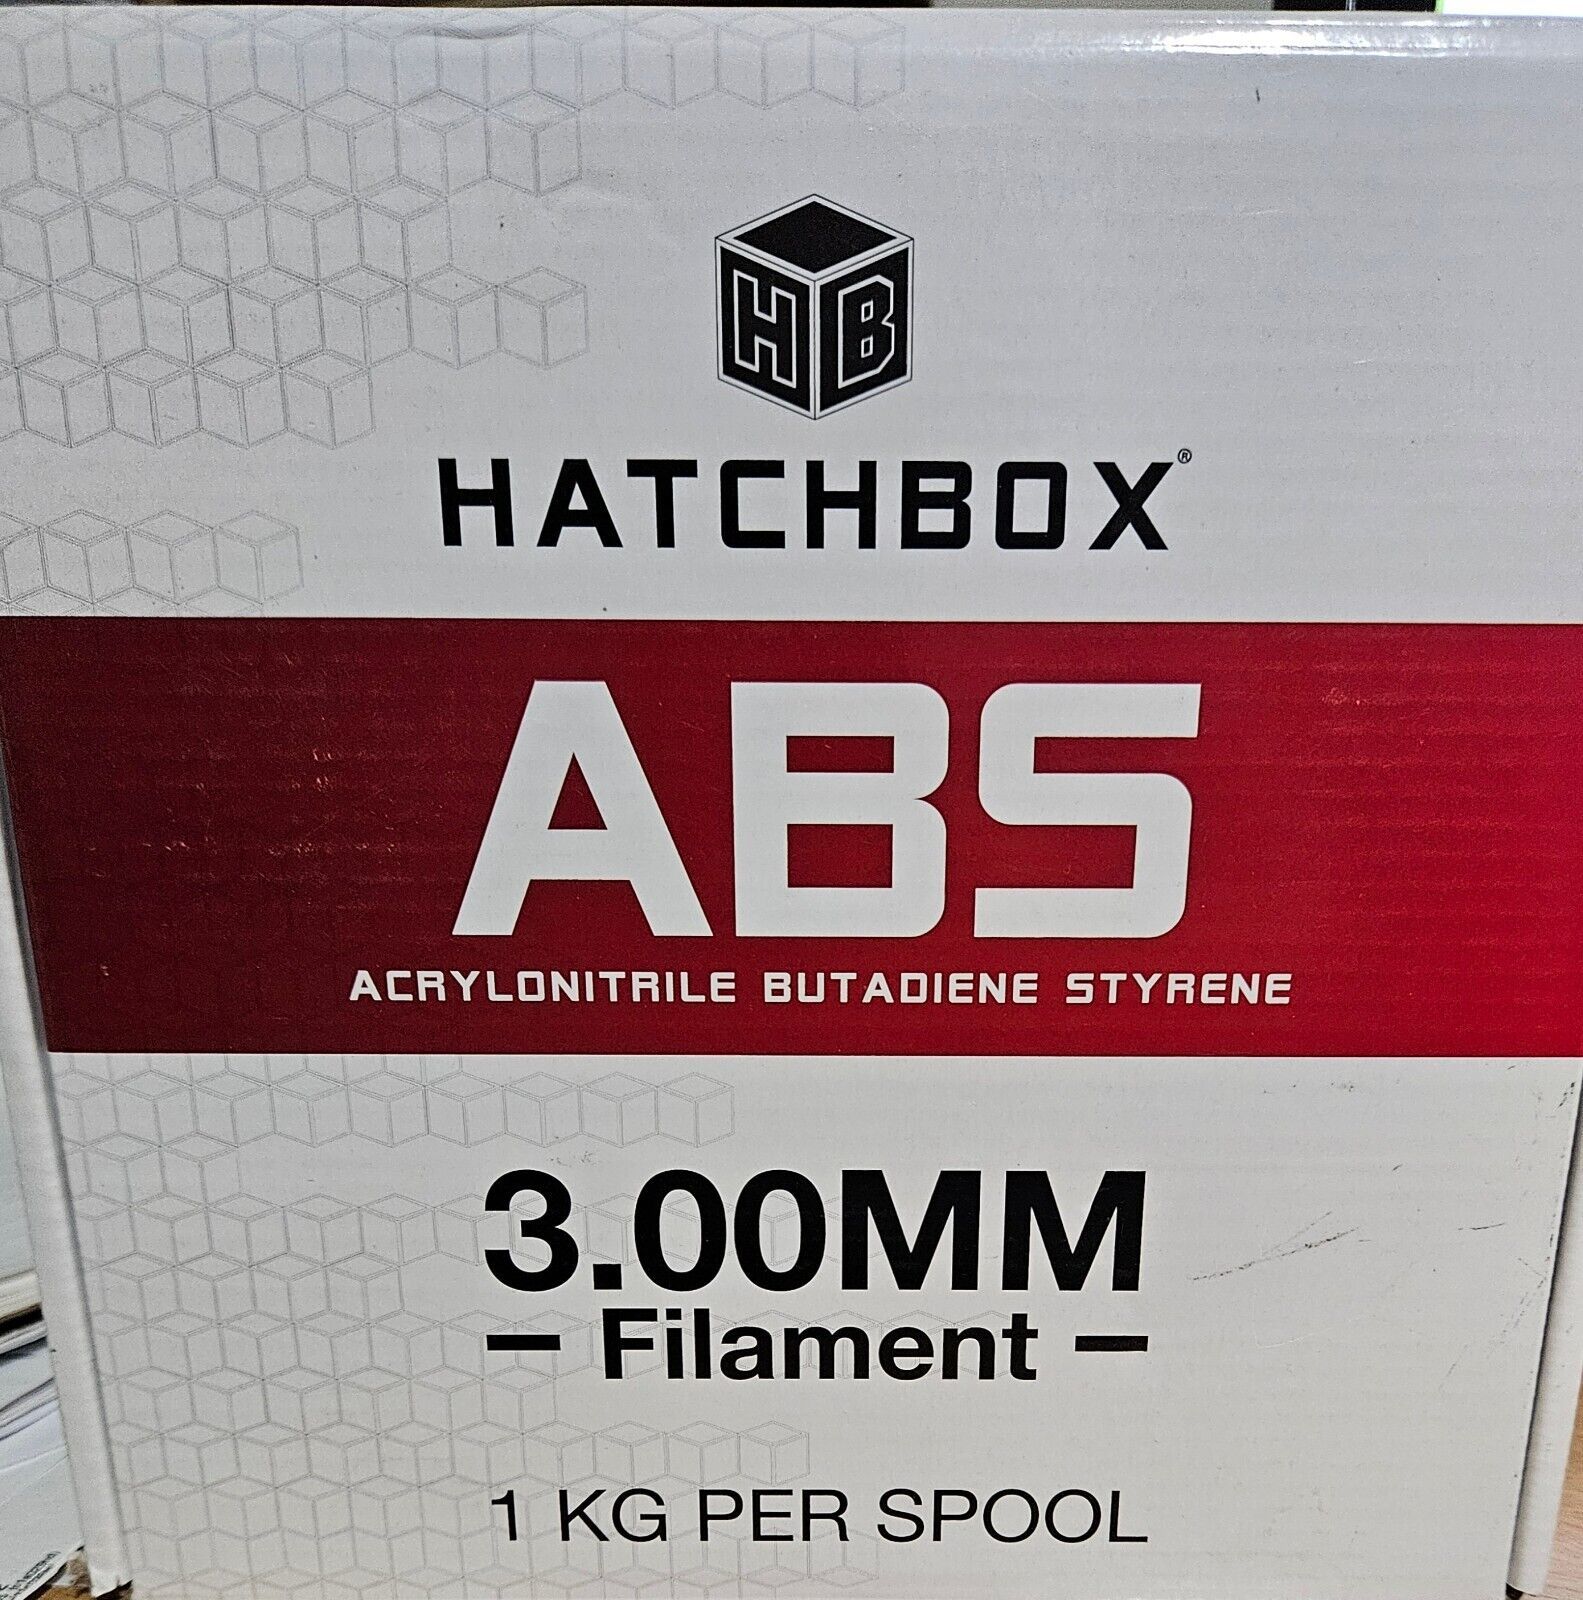 HB
HATCHBOX®
ABS
ACRYLONITRILE BUTADIENE STYRENE
3.00MM
– Filament –
1 KG PER SPOOL